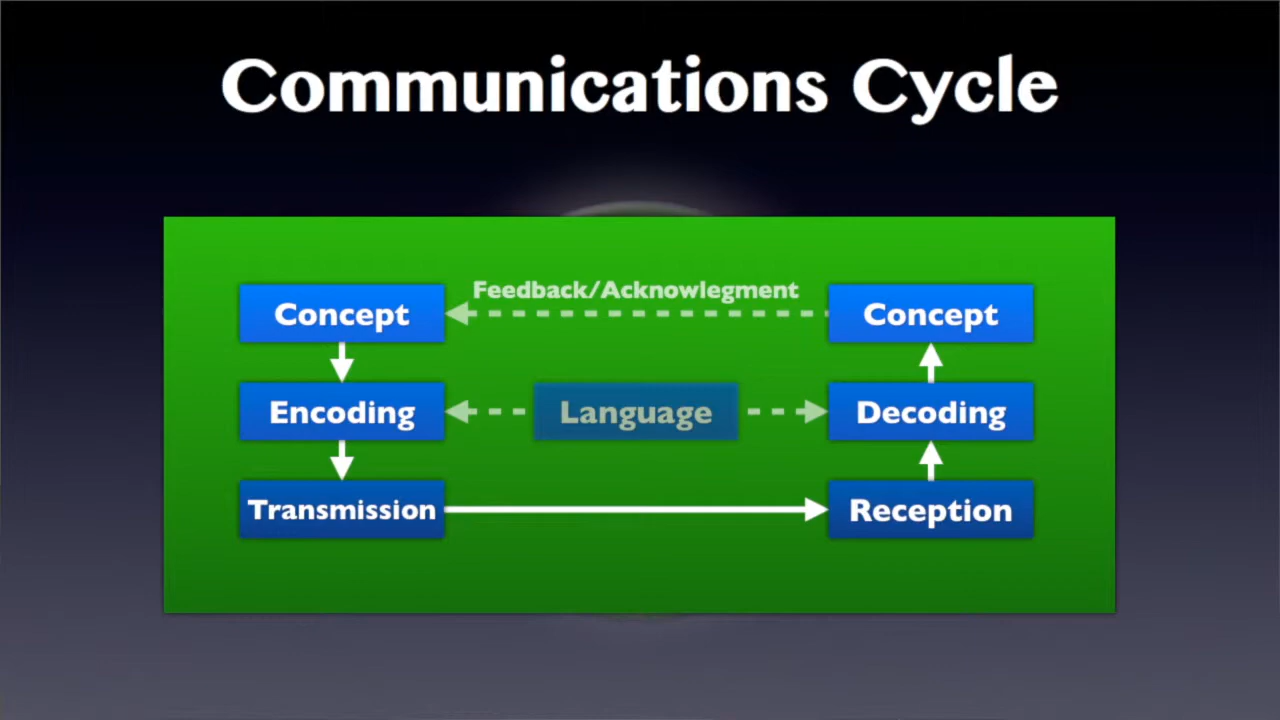 Communications Cycle
Feedback/Acknowlegment
Concept
Concept
Encoding
Language
Decoding
Transmission
Reception